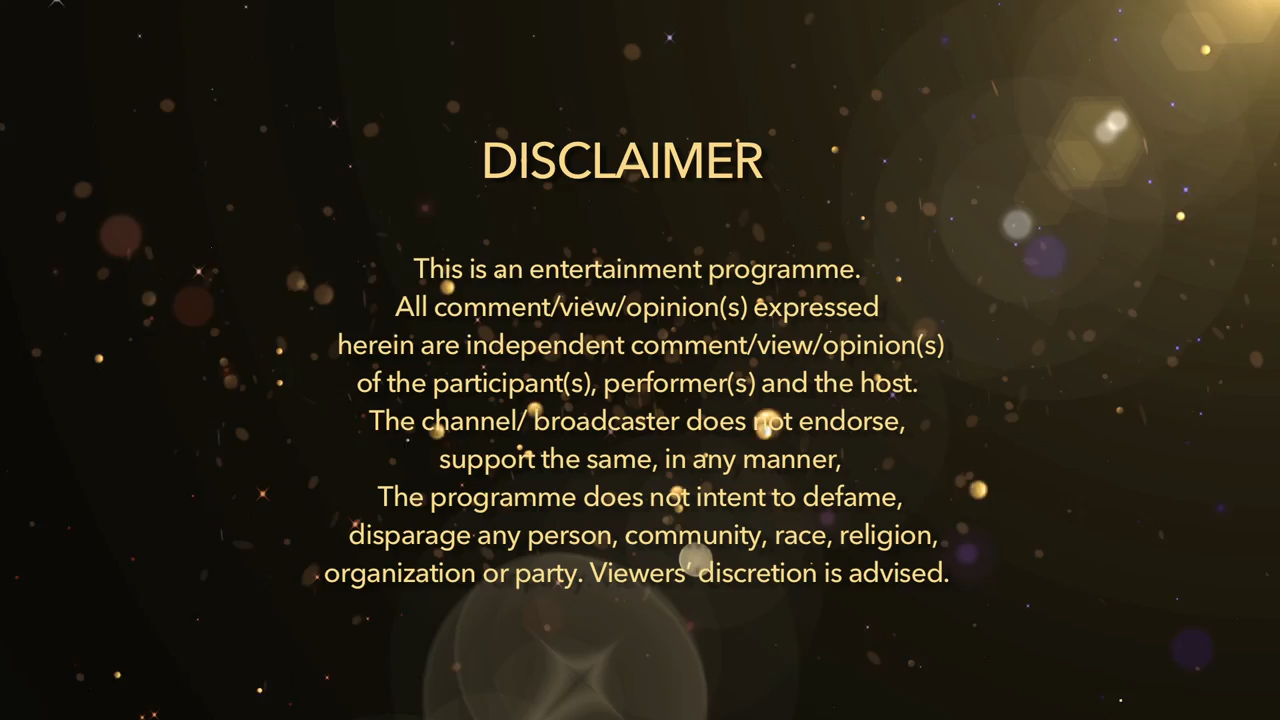 DISCLAIMER
This is an entertainment programme.
All comment/view/opinion(s) expressed
herein are independent comment/view/opinion(s)
of the participant(s), performer(s) and the host.
The channel/ broadcaster does not endorse,
support the same, in any manner,
The programme does not intent to defame,
disparage any person, community, race, religion,
organization or party. Viewers’ discretion is advised.